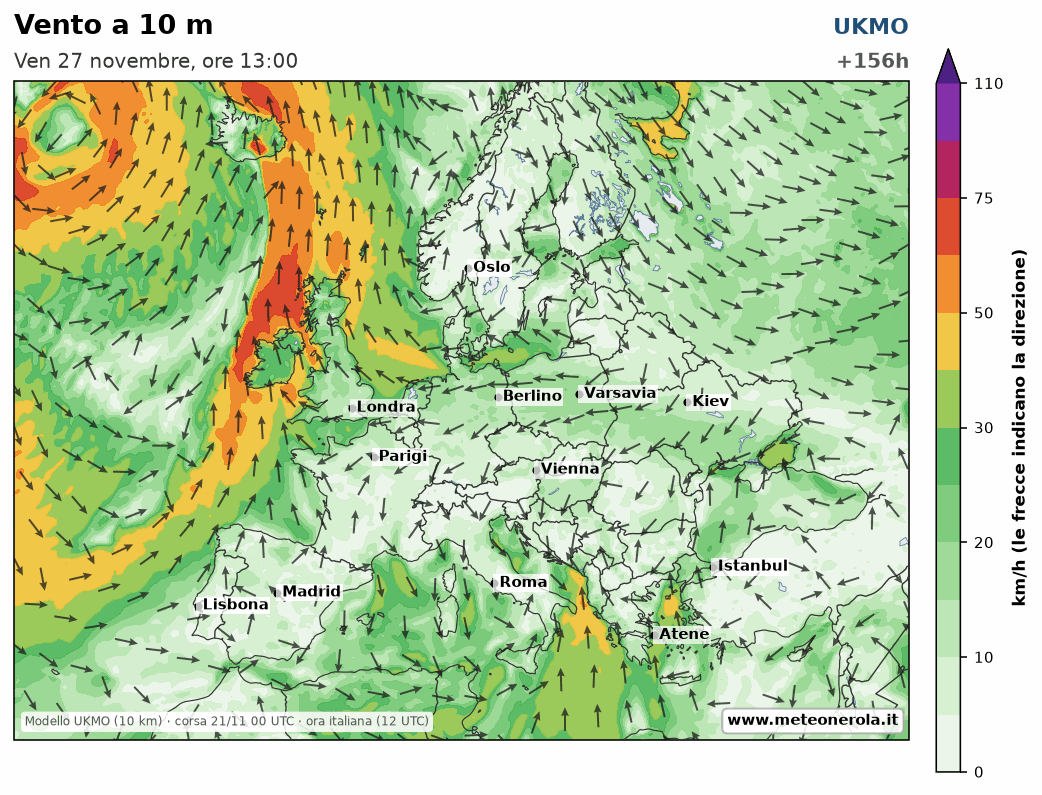 Vento a 10 m
UKMO
Ven 27 novembre, ore 13:00
+156h
110
75
50
30
20
10
0
km/h (le frecce indicano la direzione)
Oslo
Londra
Berlino
Varsavia
Kiev
Parigi
Vienna
Istanbul
Roma
Madrid
Lisbona
Atene
Modello UKMO (10 km) · corsa 21/11 00 UTC · ora italiana (12 UTC)
www.meteonerola.it